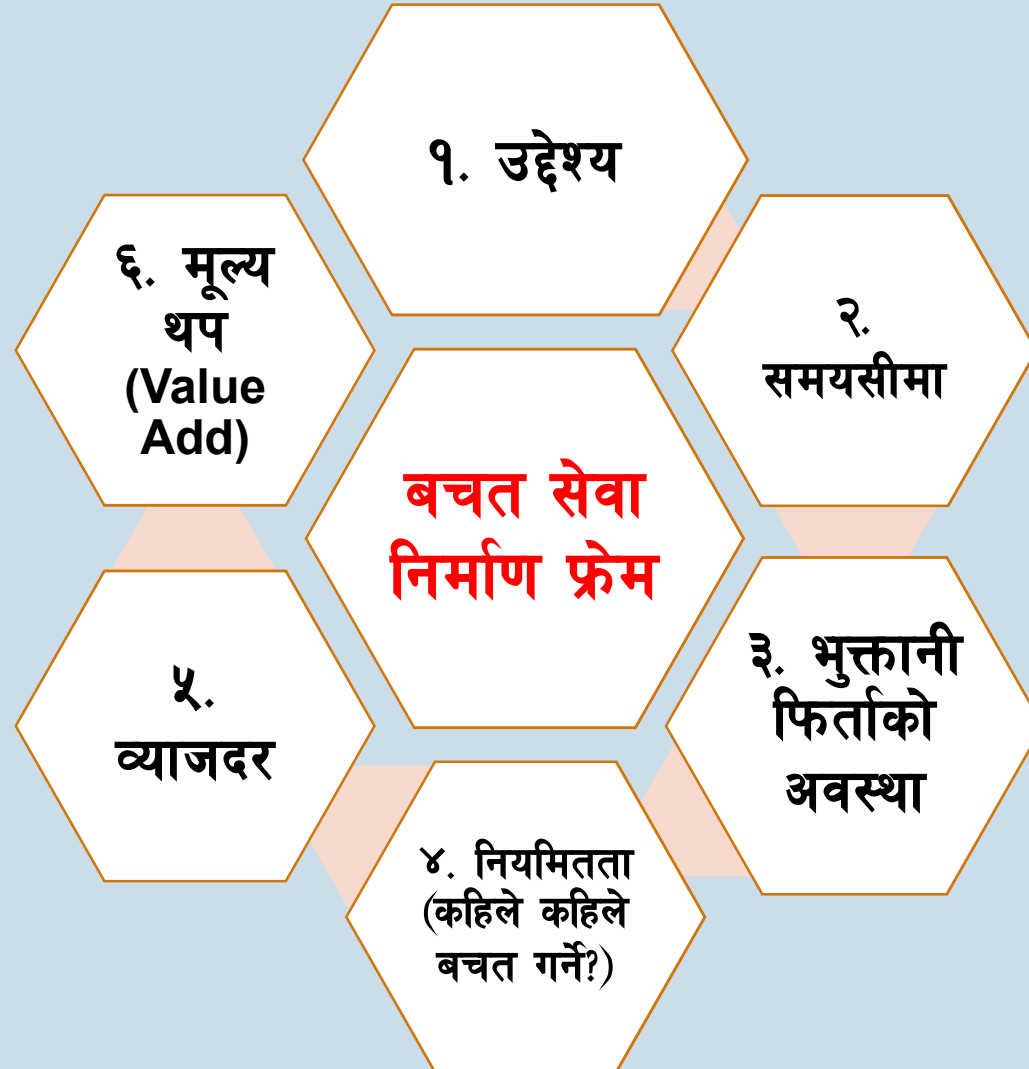 १. उद्देश्य
२.
समयसीमा
३. भुक्तानी
फिर्ताको
अवस्था
४. नियमितता
(कहिले कहिले
बचत गर्ने?)
५.
व्याजदर
६. मूल्य
थप
(Value
Add)
बचत सेवा
निर्माण फ्रेम